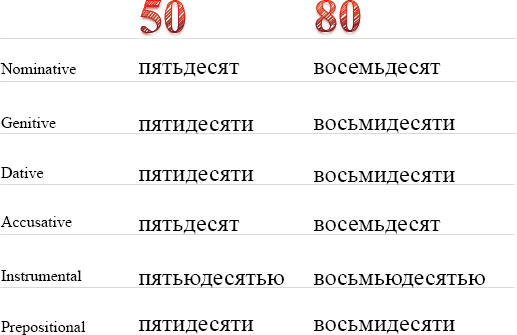 50 80
Nominative пятьдесят восемьдесят
Genitive пятидесяти восьмидесяти
Dative пятидесяти восьмидесяти
Accusative пятьдесят восемьдесят
Instrumental пятьюдесятью восьмьюдесятью
Prepositional пятидесяти восьмидесяти